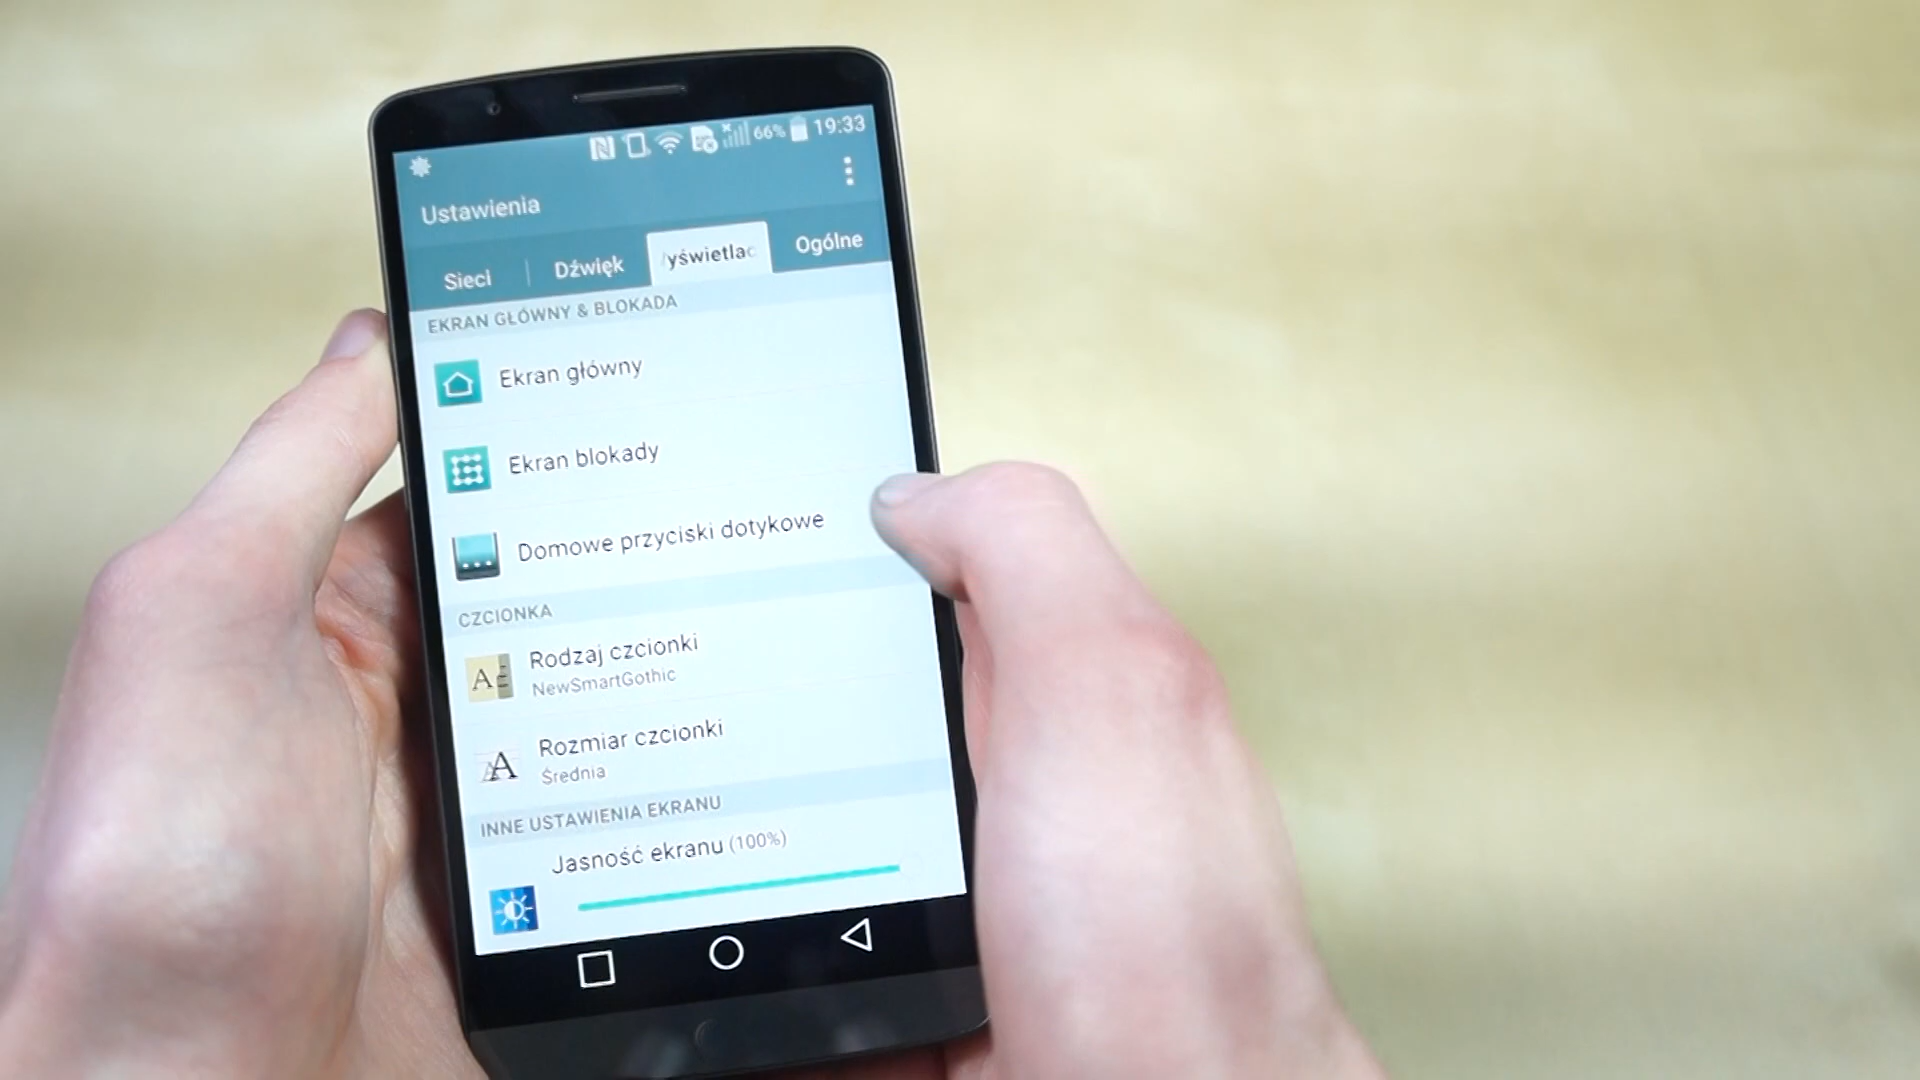 66% 19:33
Ustawienia
Sieci Dźwięk yświetlac Ogólne
EKRAN GŁÓWNY & BLOKADA
Ekran główny
Ekran blokady
Domowe przyciski dotykowe
CZCIONKA
Rodzaj czcionki
NewSmartGothic
Rozmiar czcionki
Średnia
INNE USTAWIENIA EKRANU
Jasność ekranu (100%)